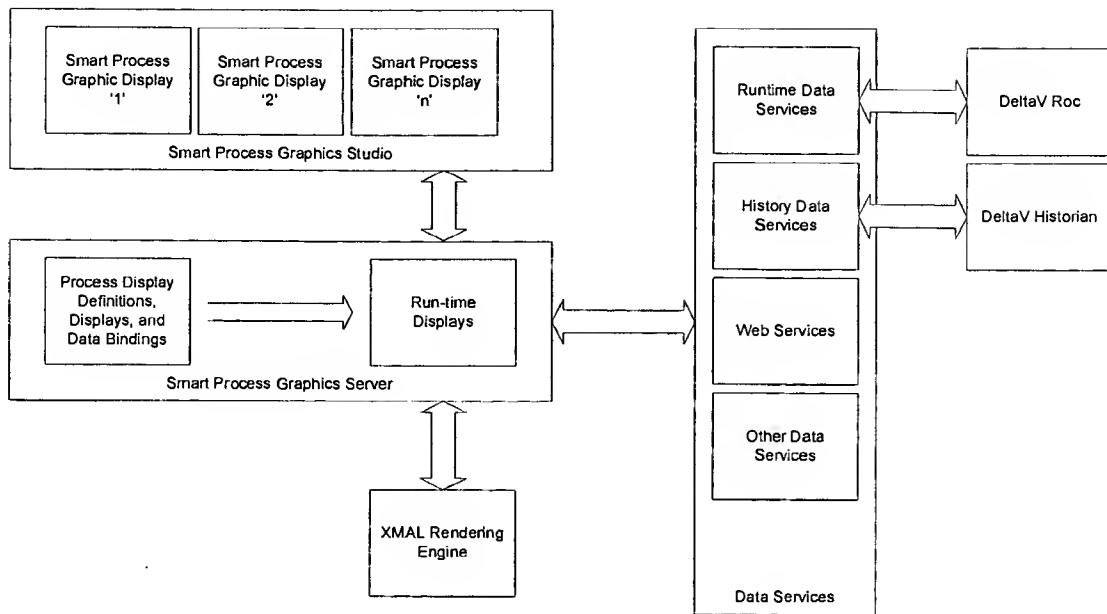 Smart Process
Graphic Display
'1'
Smart Process
Graphic Display
'2'
Smart Process
Graphic Display
'n'
Smart Process Graphics Studio
Process Display
Definitions,
Displays, and
Data Bindings
Run-time
Displays
Smart Process Graphics Server
XMAL Rendering
Engine
Runtime Data
Services
History Data
Services
Web Services
Other Data
Services
Data Services
DeltaV Roc
DeltaV Historian